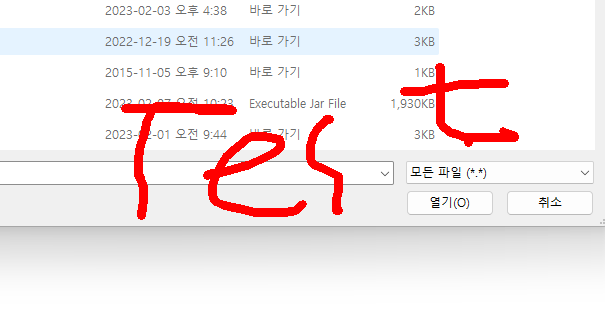 2023-02-03 오후 4:38 바로 가기 2KB
2022-12-19 오전 11:26 바로 가기 3KB
2015-11-05 오후 9:10 바로 가기 1KB
2023-02-07 오전 10:23 Executable Jar File 1,930KB
2023-02-01 오전 9:44 바로 가기 3KB
Test
모든 파일 (*.*)
열기(O) 취소